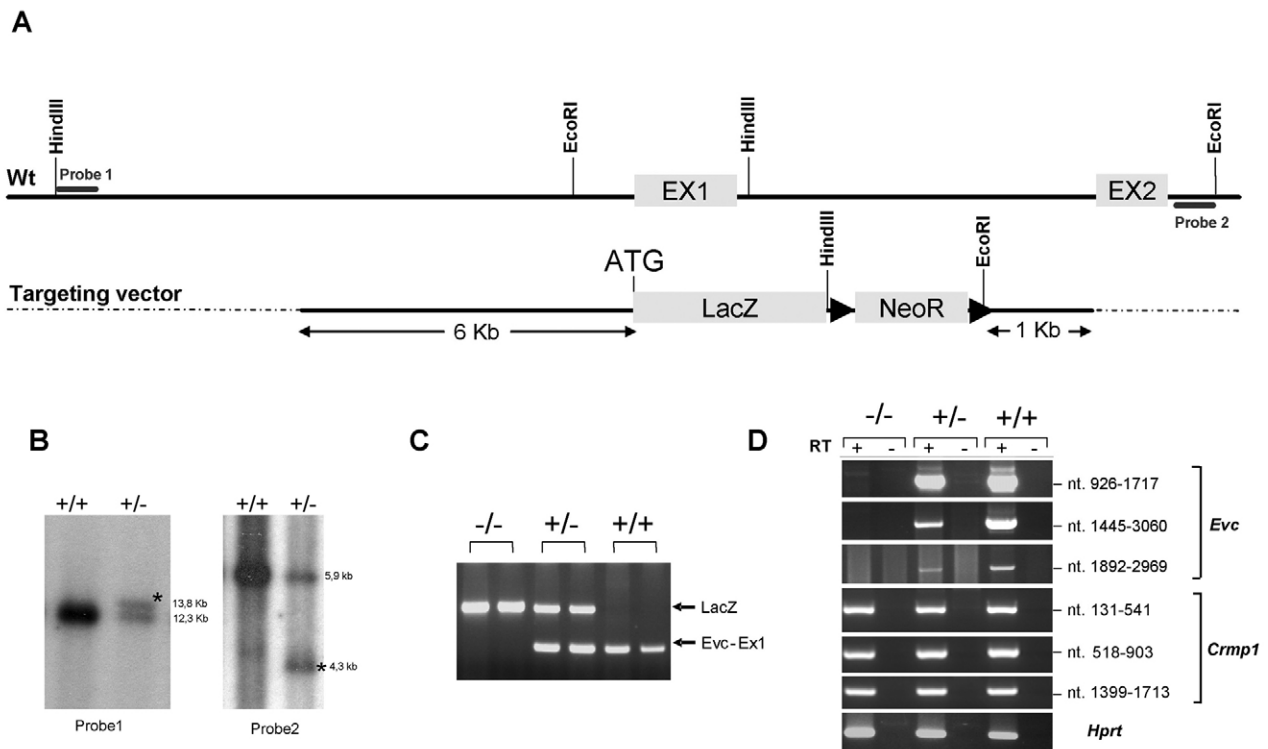 A
HindIII
EcoRI
HindIII
EcoRI
Wt
Probe 1
EX1
EX2
Probe 2
ATG
HindIII
EcoRI
Targeting vector
LacZ
NeoR
6 Kb
1 Kb
B
+/+ +/-
13,8 Kb
*
12,3 Kb
Probe1
+/+ +/-
5,9 kb
* 4,3 kb
Probe2
C
-/- +/- +/+
LacZ
Evc-Ex1
D
-/- +/- +/+
RT + - + - + -
nt. 926-1717
nt. 1445-3060
nt. 1892-2969
Evc
nt. 131-541
nt. 518-903
nt. 1399-1713
Crmp1
Hprt